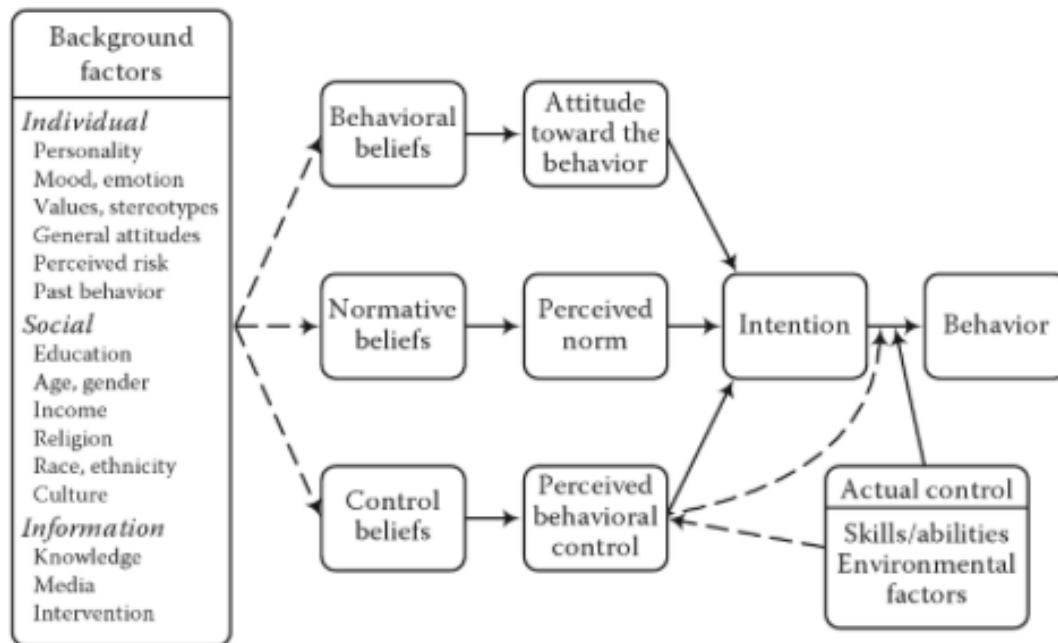 Background
factors
Individual
Personality
Mood, emotion
Values, stereotypes
General attitudes
Perceived risk
Past behavior
Social
Education
Age, gender
Income
Religion
Race, ethnicity
Culture
Information
Knowledge
Media
Intervention
Behavioral
beliefs
Attitude
toward the
behavior
Normative
beliefs
Perceived
norm
Intention
Behavior
Control
beliefs
Perceived
behavioral
control
Actual control
Skills/abilities
Environmental
factors